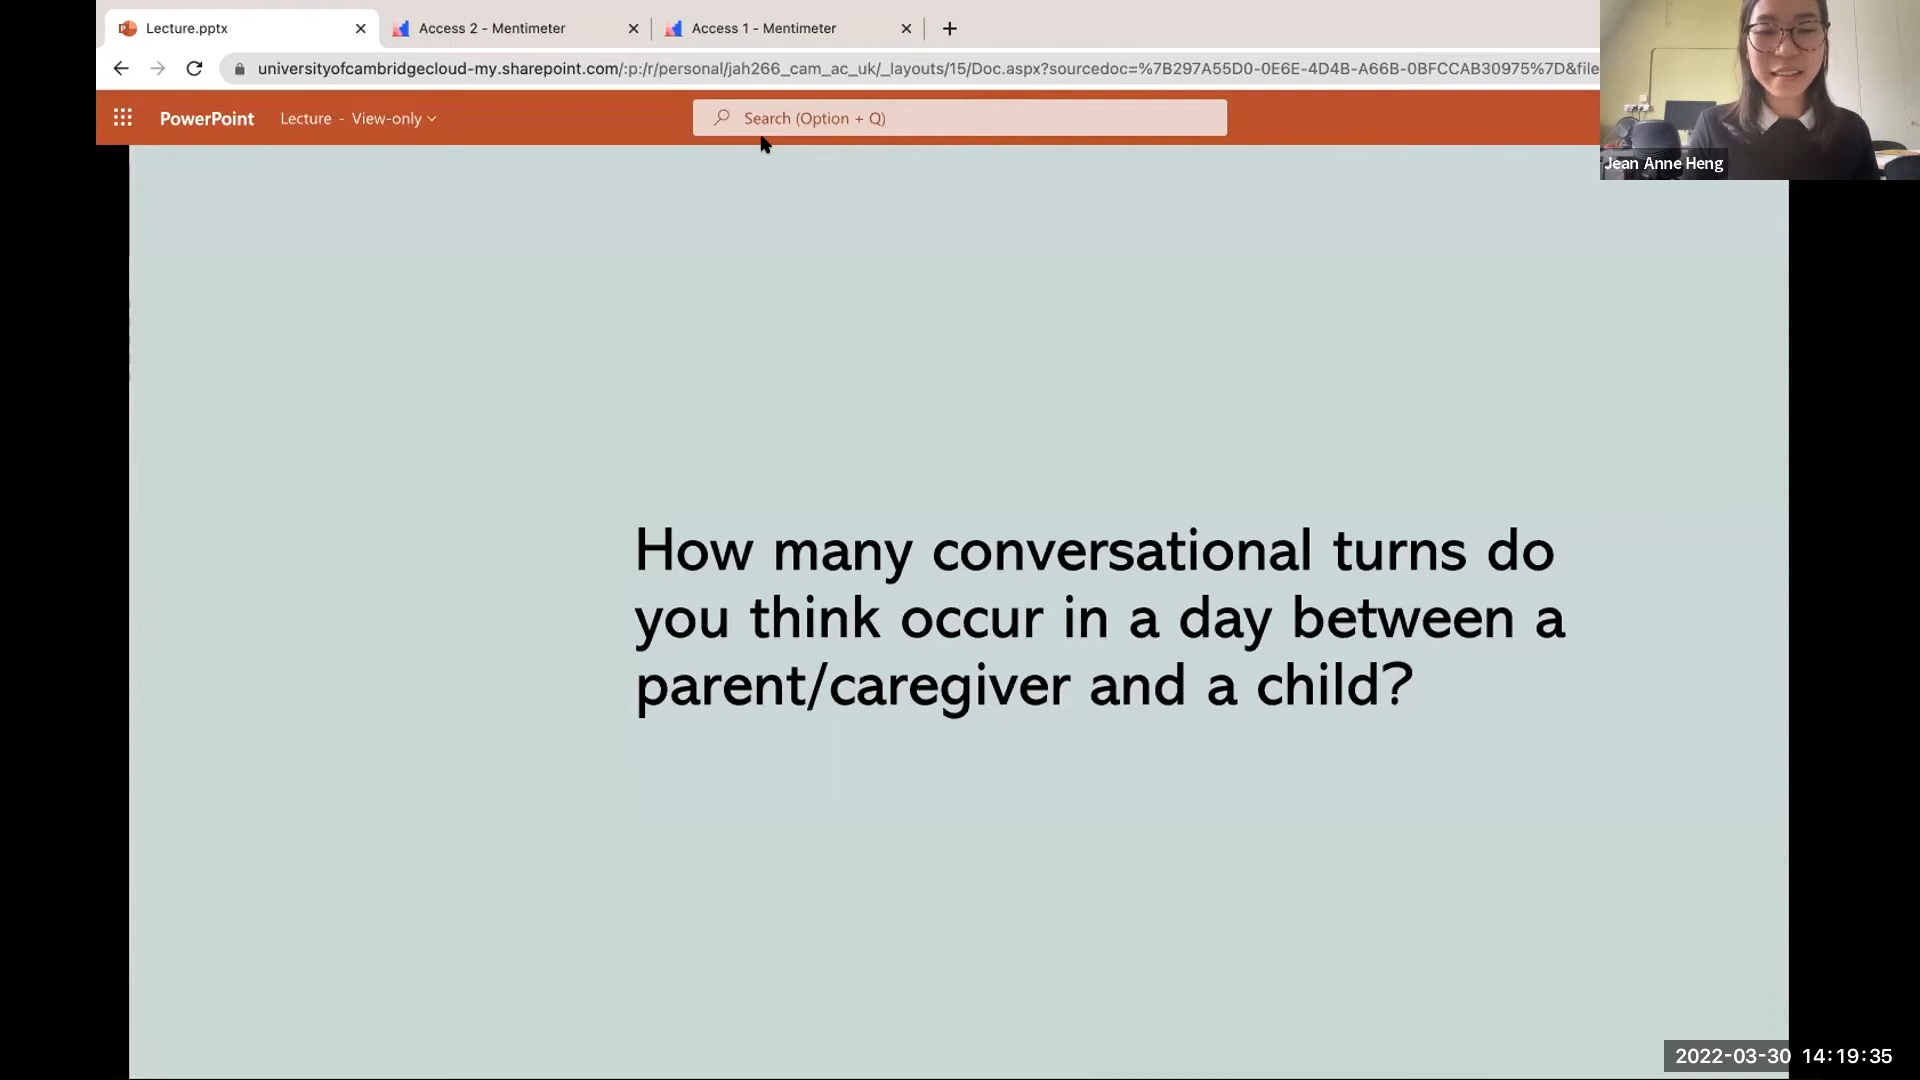 Lecture.pptx
Access 2 - Mentimeter
Access 1 - Mentimeter
universityofcambridgecloud-my.sharepoint.com/:p:/r/personal/jah266_cam_ac_uk/_layouts/15/Doc.aspx?sourcedoc=%7B297A55D0-0E6E-4D4B-A66B-0BFCCAB30975%7D&file
PowerPoint
Lecture - View-only
Search (Option + Q)
Jean Anne Heng
How many conversational turns do
you think occur in a day between a
parent/caregiver and a child?
2022-03-30 14:19:35